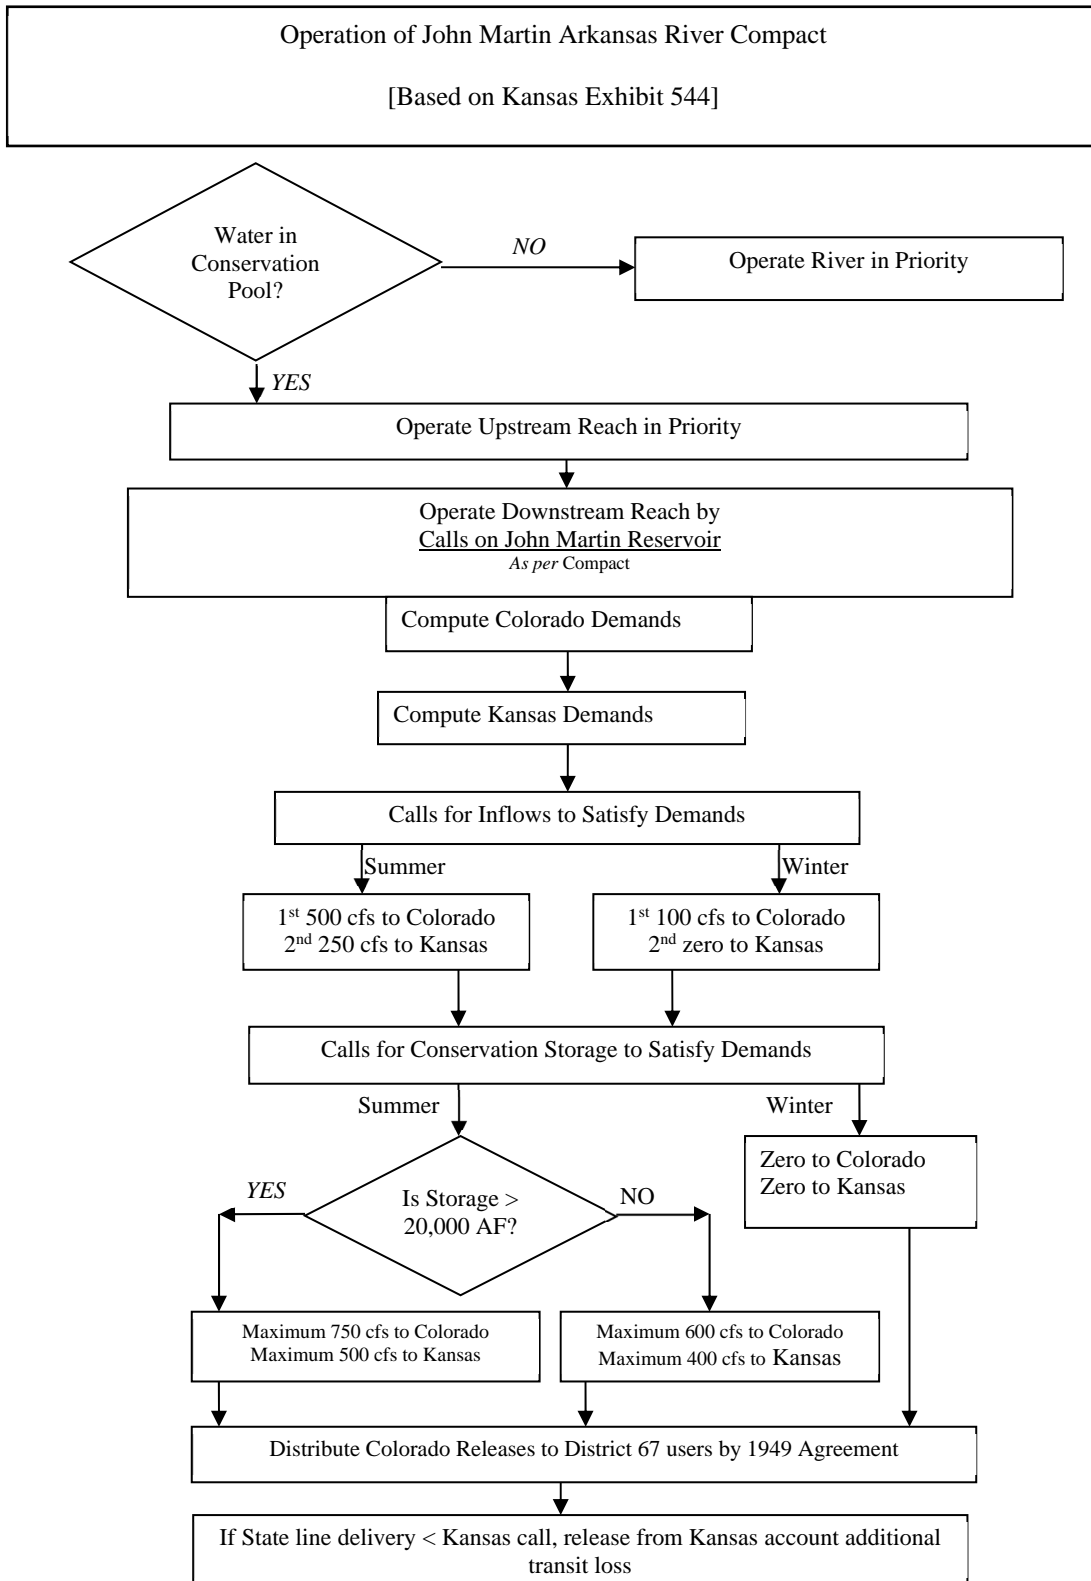 Operation of John Martin Arkansas River Compact
[Based on Kansas Exhibit 544]
Water in
Conservation
Pool?
NO
Operate River in Priority
YES
Operate Upstream Reach in Priority
Operate Downstream Reach by
Calls on John Martin Reservoir
As per Compact
Compute Colorado Demands
Compute Kansas Demands
Calls for Inflows to Satisfy Demands
Summer
Winter
1st 500 cfs to Colorado
2nd 250 cfs to Kansas
1st 100 cfs to Colorado
2nd zero to Kansas
Calls for Conservation Storage to Satisfy Demands
Summer
Winter
Is Storage >
20,000 AF?
YES
NO
Zero to Colorado
Zero to Kansas
Maximum 750 cfs to Colorado
Maximum 500 cfs to Kansas
Maximum 600 cfs to Colorado
Maximum 400 cfs to Kansas
Distribute Colorado Releases to District 67 users by 1949 Agreement
If State line delivery < Kansas call, release from Kansas account additional
transit loss